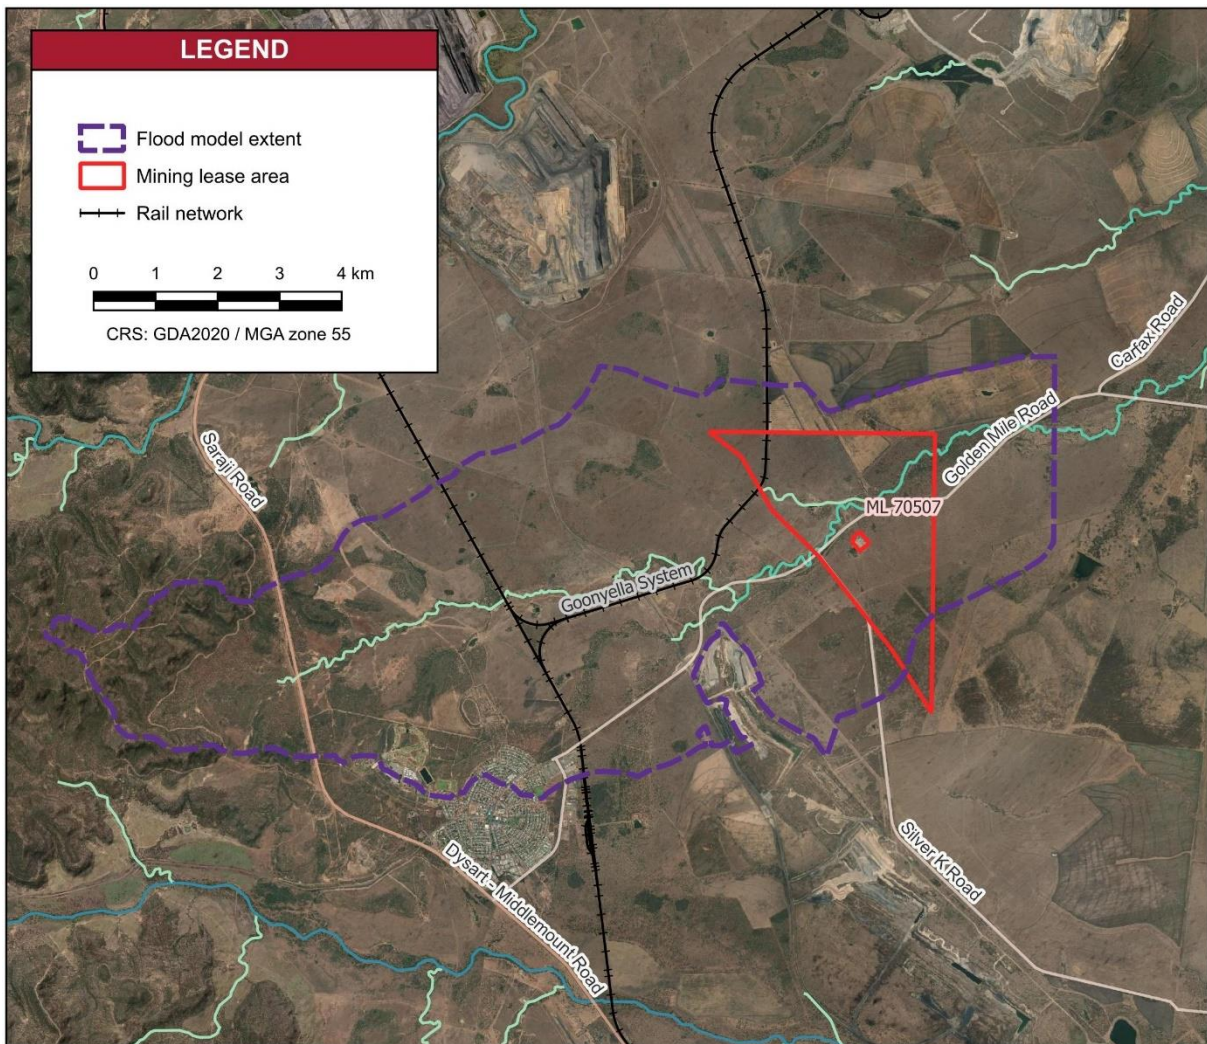 LEGEND
Flood model extent
Mining lease area
Rail network
0 1 2 3 4 km
CRS: GDA2020 / MGA zone 55
Carfax Road
Golden Mile Road
Saraji Road
ML 70507
Goonyella System
Silver K Road
Dysart - Middlemount Road